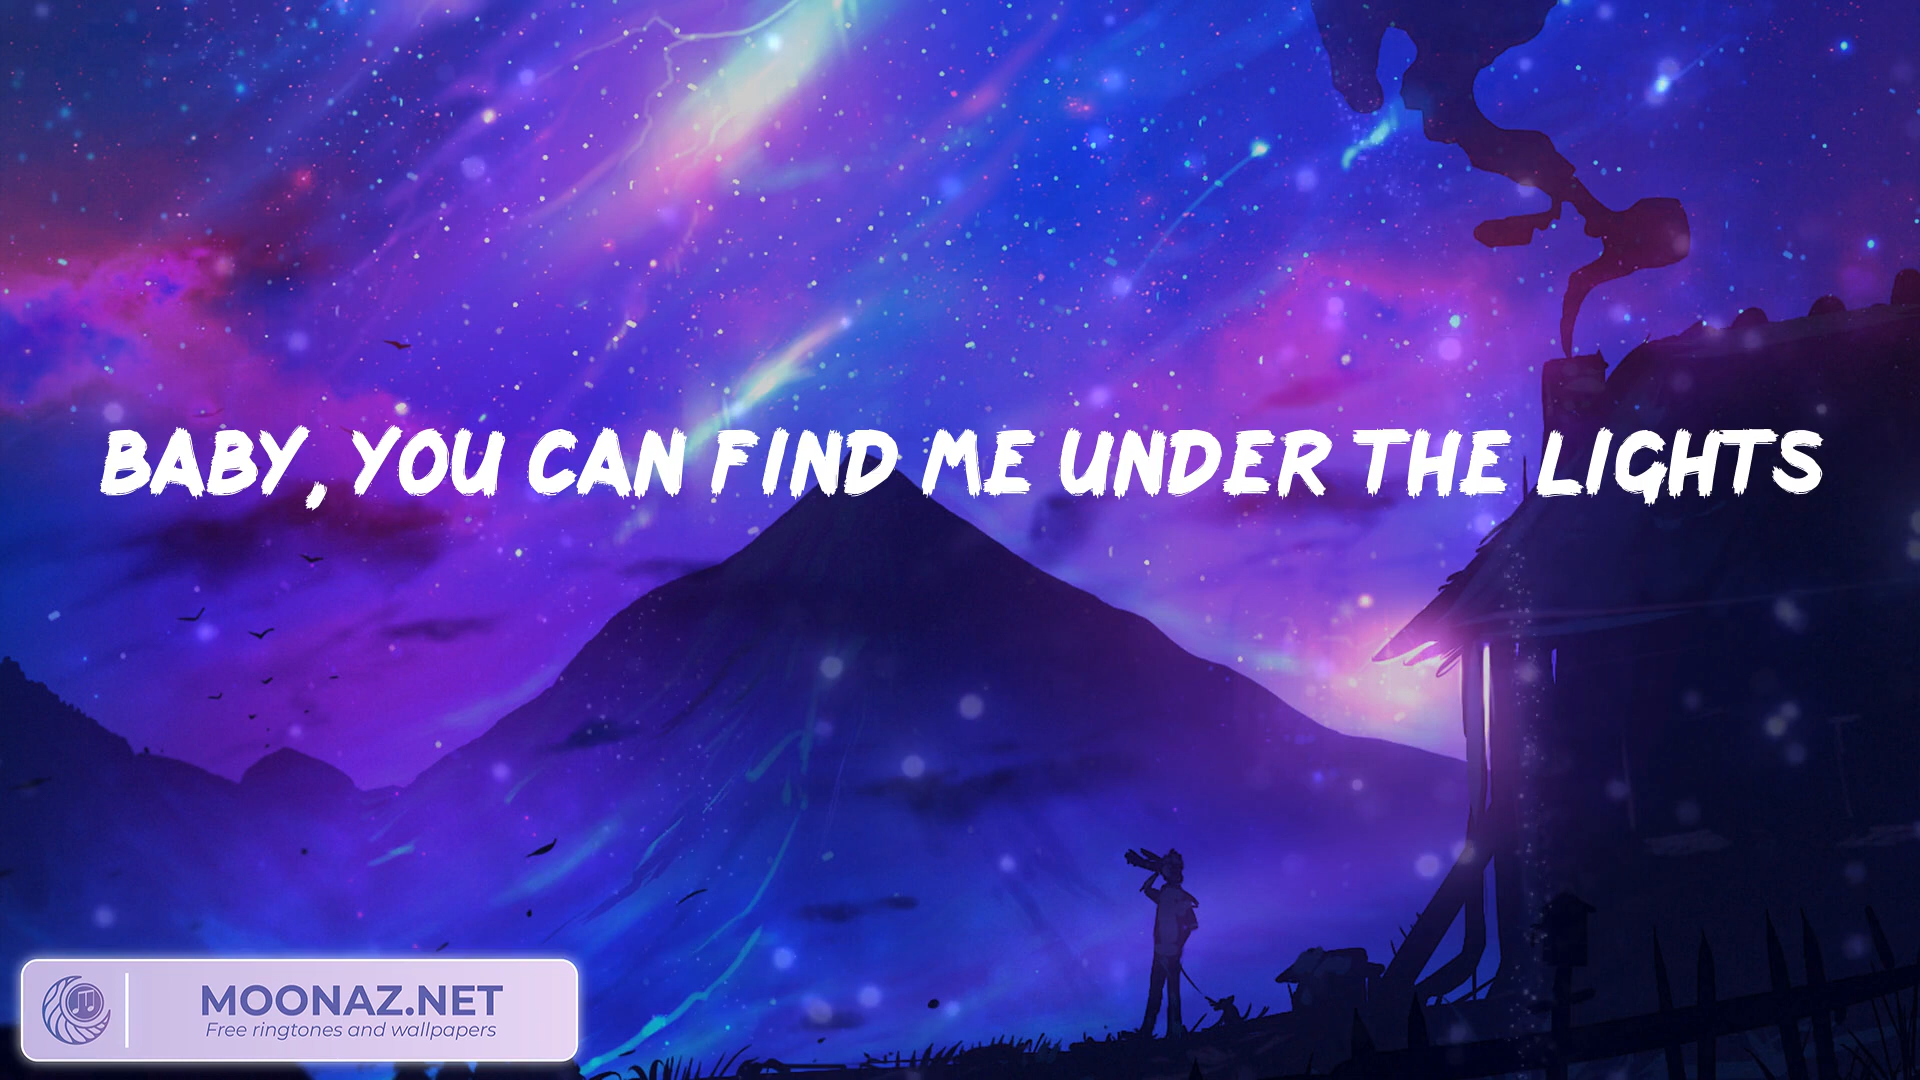 BABY, YOU CAN FIND ME UNDER THE LIGHTS
MOONAZ.NET
Free ringtones and wallpapers